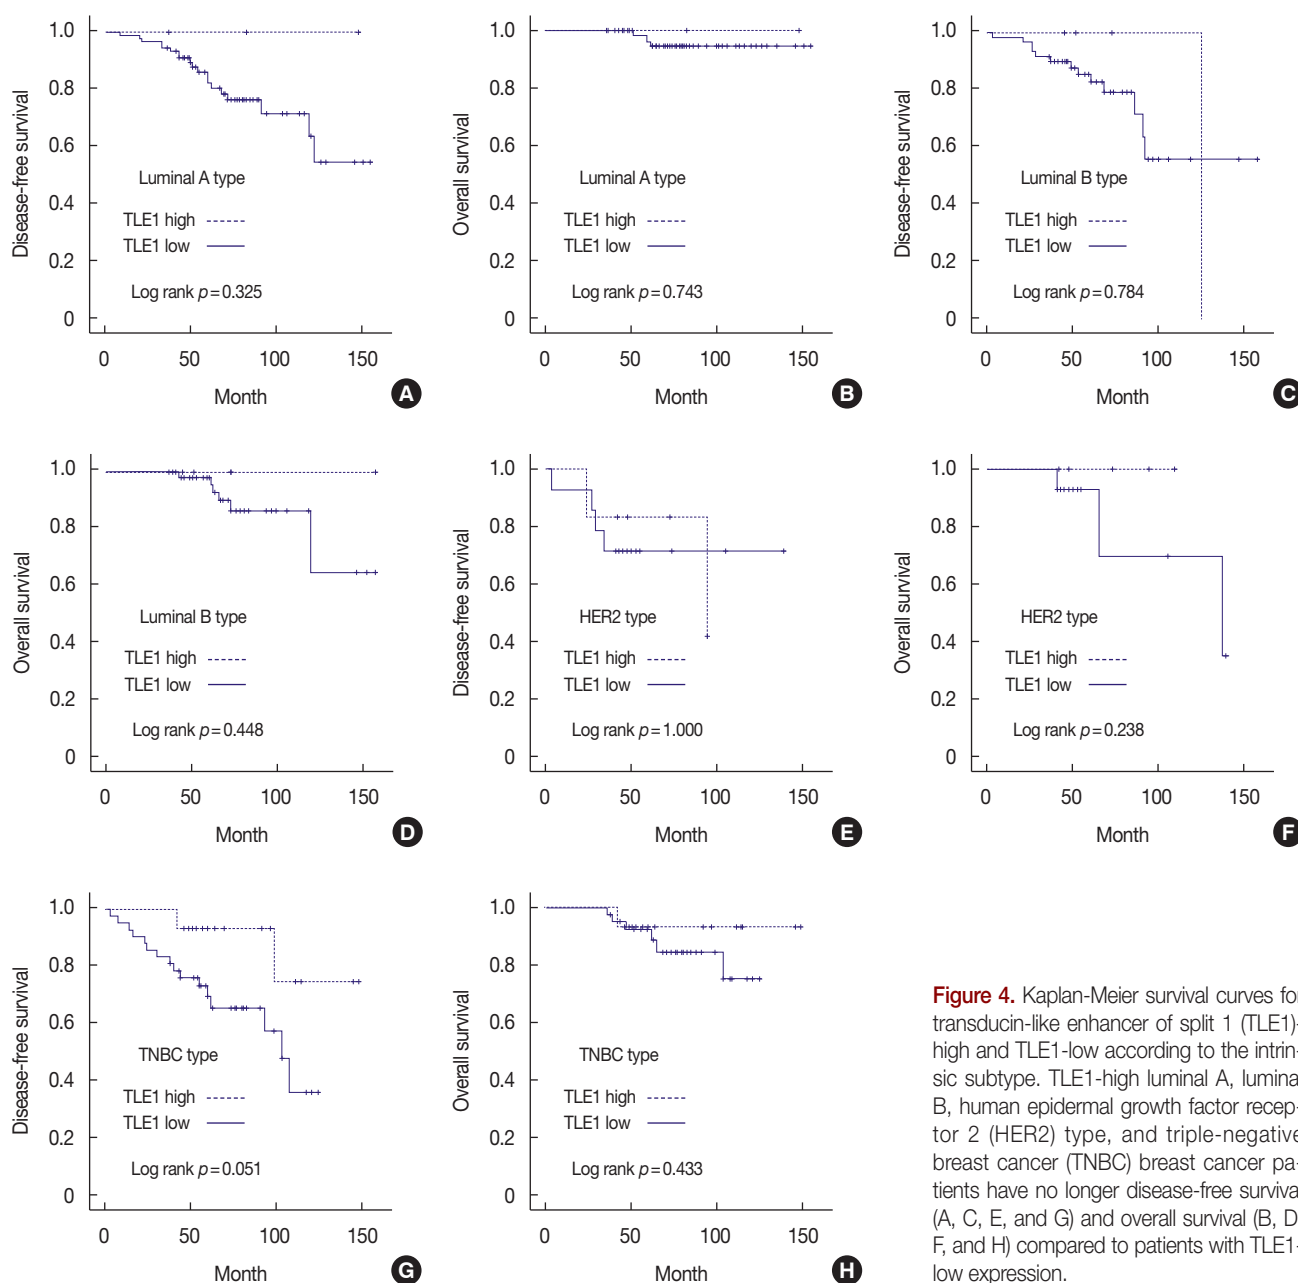 1.0
0.8
0.6
0.4
0.2
0
Disease-free survival
Luminal A type
TLE1 high
TLE1 low
Log rank p=0.325
0 50 100 150
Month
A
1.0
0.8
0.6
0.4
0.2
0
Overall survival
Luminal A type
TLE1 high
TLE1 low
Log rank p=0.743
0 50 100 150
Month
B
1.0
0.8
0.6
0.4
0.2
0
Disease-free survival
Luminal B type
TLE1 high
TLE1 low
Log rank p=0.784
0 50 100 150
Month
C
1.0
0.8
0.6
0.4
0.2
0
Overall survival
Luminal B type
TLE1 high
TLE1 low
Log rank p=0.448
0 50 100 150
Month
D
1.0
0.8
0.6
0.4
0.2
0
Disease-free survival
HER2 type
TLE1 high
TLE1 low
Log rank p=1.000
0 50 100 150
Month
E
1.0
0.8
0.6
0.4
0.2
0
Overall survival
HER2 type
TLE1 high
TLE1 low
Log rank p=0.238
0 50 100 150
Month
F
1.0
0.8
0.6
0.4
0.2
0
Disease-free survival
TNBC type
TLE1 high
TLE1 low
Log rank p=0.051
0 50 100 150
Month
G
1.0
0.8
0.6
0.4
0.2
0
Overall survival
TNBC type
TLE1 high
TLE1 low
Log rank p=0.433
0 50 100 150
Month
H
Figure 4. Kaplan-Meier survival curves for
transducin-like enhancer of split 1 (TLE1)-
high and TLE1-low according to the intrin-
sic subtype. TLE1-high luminal A, luminal
B, human epidermal growth factor recep-
tor 2 (HER2) type, and triple-negative
breast cancer (TNBC) breast cancer pa-
tients have no longer disease-free survival
(A, C, E, and G) and overall survival (B, D,
F, and H) compared to patients with TLE1-
low expression.